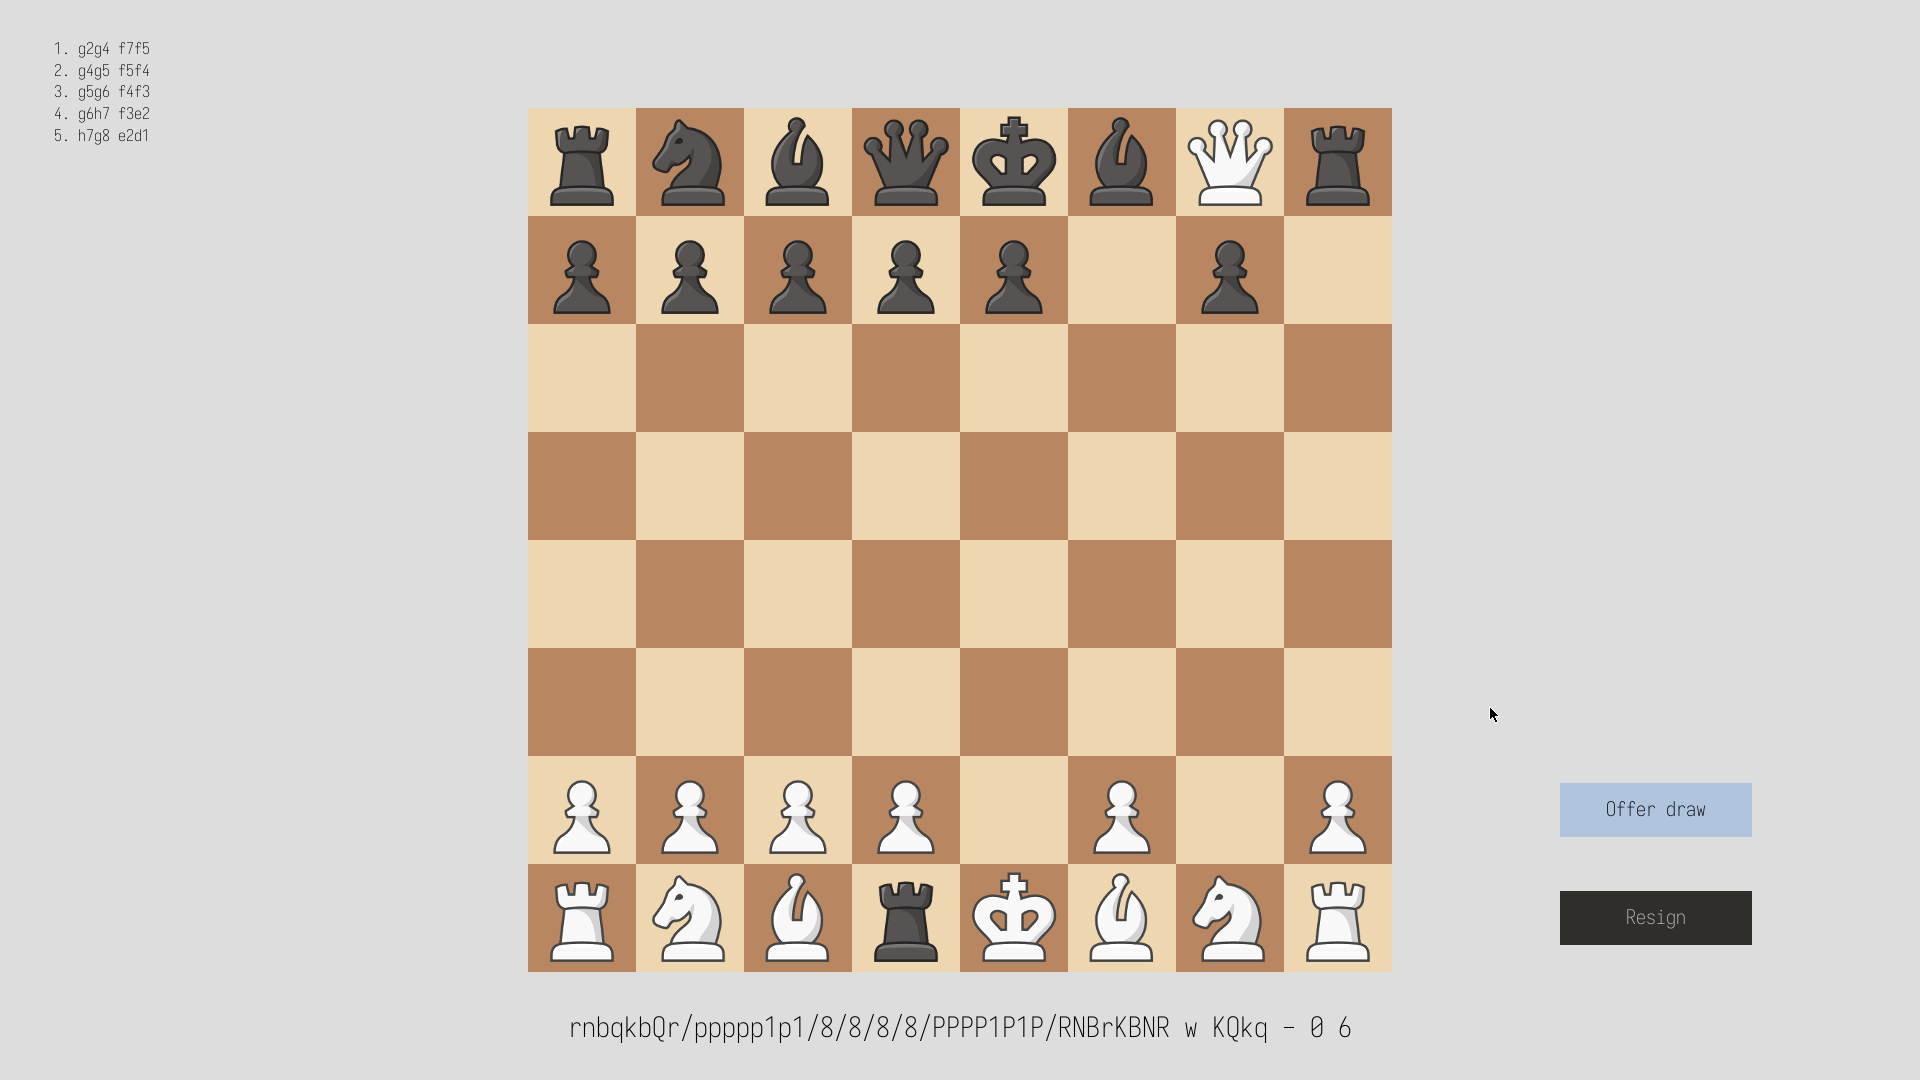 1. g2g4 f7f5
2. g4g5 f5f4
3. g5g6 f4f3
4. g6h7 f3e2
5. h7g8 e2d1
Offer draw
Resign
rnbqkbQr/ppppp1p1/8/8/8/8/PPPP1P1P/RNBrKBNR w KQkq - 0 6